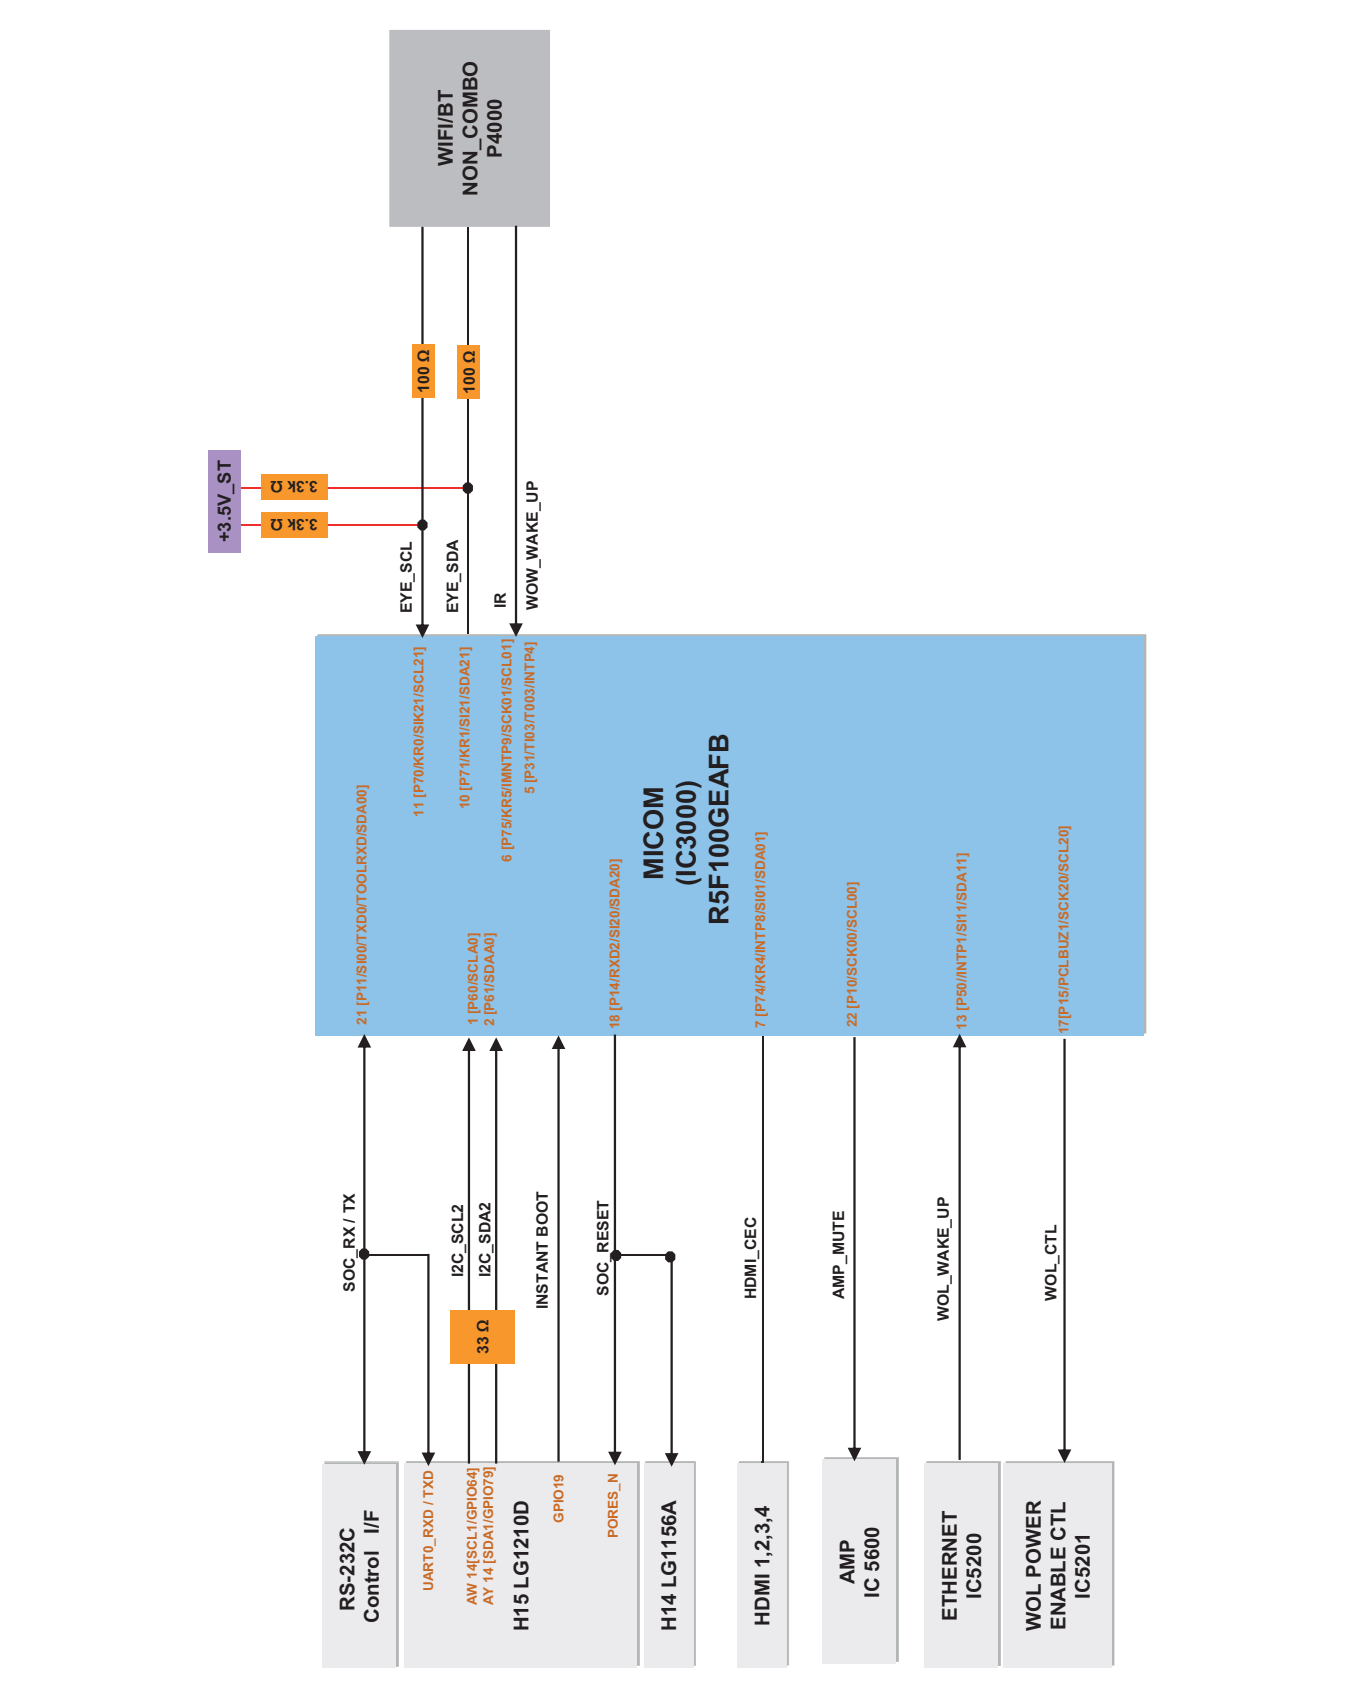 WIFI/BT
NON_COMBO
P4000
100 Ω
100 Ω
+3.5V_ST
3.3k Ω
3.3k Ω
EYE_SCL
EYE_SDA
IR
WOW_WAKE_UP
11 [P70/KR0/SIK21/SCL21]
10 [P71/KR1/SI21/SDA21]
6 [P75/KR5/IMNTP9/SCK01/SCL01]
5 [P31/TI03/T003/INTP4]
MICOM
(IC3000)
R5F100GEAFB
21 [P11/SI00/TXD0/TOOLRXD/SDA00]
1 [P60/SCLA0]
2 [P61/SDAA0]
18 [P14/RXD2/SI20/SDA20]
7 [P74/KR4/INTP8/SI01/SDA01]
22 [P10/SCK00/SCL00]
13 [P50//INTP1/SI11/SDA11]
17[P15/PCLBUZ1/SCK20/SCL20]
SOC_RX / TX
I2C_SCL2
I2C_SDA2
INSTANT BOOT
SOC_RESET
HDMI_CEC
AMP_MUTE
WOL_WAKE_UP
WOL_CTL
33 Ω
RS-232C
Control I/F
UART0_RXD / TXD
AW 14[SCL1/GPIO64]
AY 14 [SDA1/GPIO79]
H15 LG1210D
GPIO19
PORES_N
H14 LG1156A
HDMI 1,2,3,4
AMP
IC 5600
ETHERNET
IC5200
WOL POWER
ENABLE CTL
IC5201